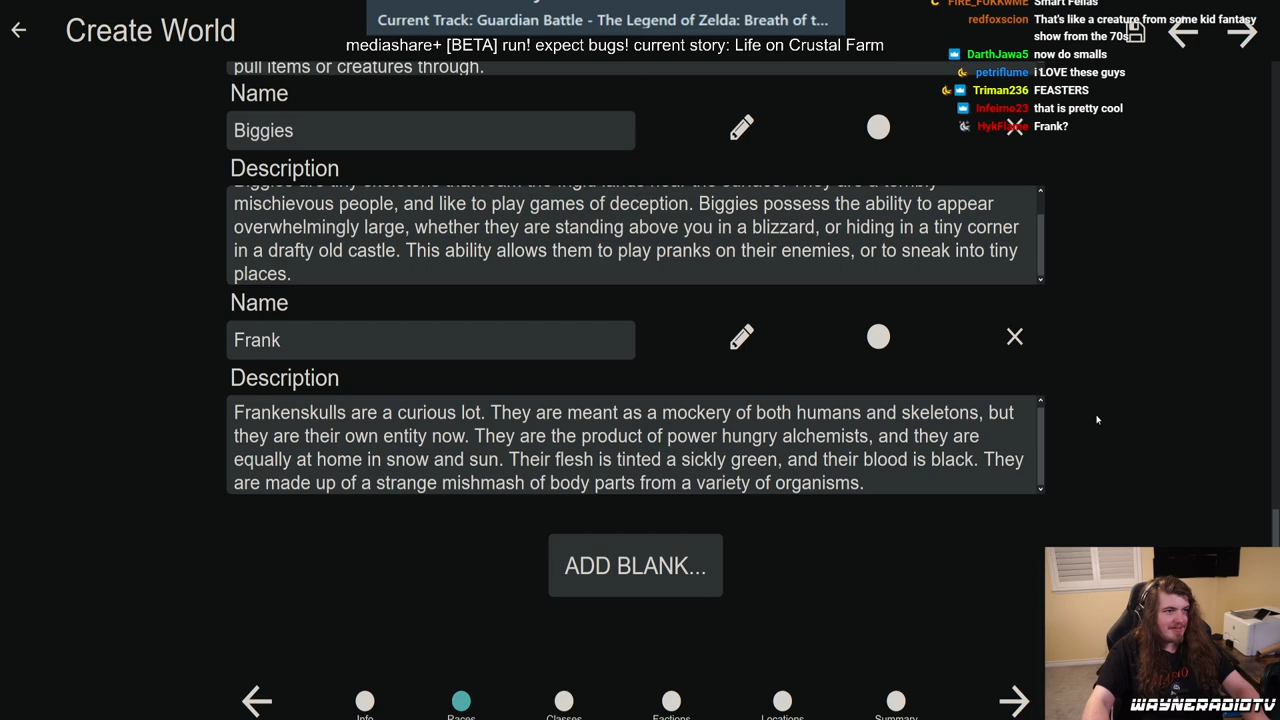 Create World
Current Track: Guardian Battle - The Legend of Zelda: Breath of t...
mediashare+ [BETA] run! expect bugs! current story: Life on Crustal Farm
FIRE_FUKKWME Smart Fellas
redfoxscion That's like a creature from some kid fantasy
show from the 70s
DarthJawa5 now do smalls
petriflume i LOVE these guys
Triman236 FEASTERS
Infeirno23 that is pretty cool
Frank?
pull items or creatures through.
Name
Biggies
Description
mischievous people, and like to play games of deception. Biggies possess the ability to appear
overwhelmingly large, whether they are standing above you in a blizzard, or hiding in a tiny corner
in a drafty old castle. This ability allows them to play pranks on their enemies, or to sneak into tiny
places.
Name
Frank
Description
Frankenskulls are a curious lot. They are meant as a mockery of both humans and skeletons, but
they are their own entity now. They are the product of power hungry alchemists, and they are
equally at home in snow and sun. Their flesh is tinted a sickly green, and their blood is black. They
are made up of a strange mishmash of body parts from a variety of organisms.
ADD BLANK...
Info Races Classes Factions Locations Summary
WAYNERADIOTV